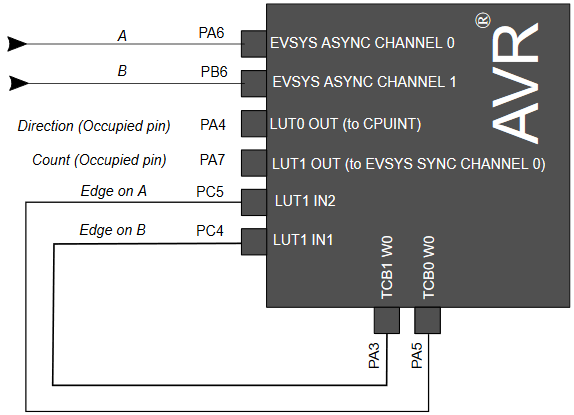 A PA6 EVSYS ASYNC CHANNEL 0
B PB6 EVSYS ASYNC CHANNEL 1
Direction (Occupied pin) PA4 LUT0 OUT (to CPUINT)
Count (Occupied pin) PA7 LUT1 OUT (to EVSYS SYNC CHANNEL 0)
Edge on A PC5 LUT1 IN2
Edge on B PC4 LUT1 IN1
AVR®
TCB1 W0
TCB0 W0
PA3
PA5